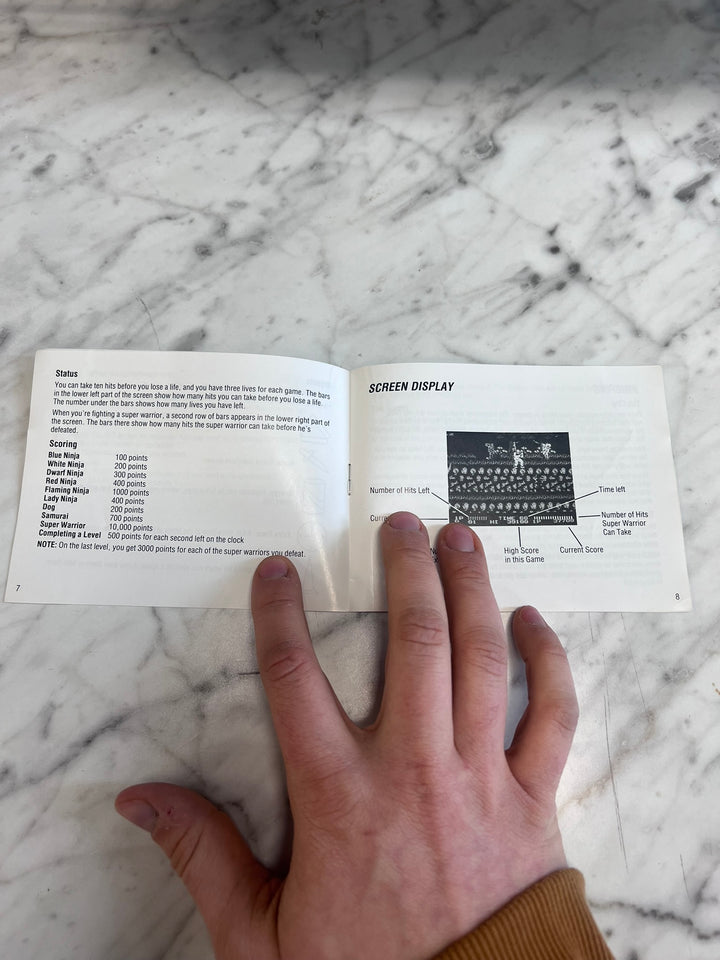 Status
You can take ten hits before you lose a life, and you have three lives for each game. The bars
in the lower left part of the screen show how many hits you can take before you lose a life.
The number under the bars shows how many lives you have left.
When you're fighting a super warrior, a second row of bars appears in the lower right part of
the screen. The bars there show how many hits the super warrior can take before he's
defeated.
Scoring
Blue Ninja 100 points
White Ninja 200 points
Dwarf Ninja 300 points
Red Ninja 400 points
Flaming Ninja 1000 points
Lady Ninja 400 points
Dog 200 points
Samurai 700 points
Super Warrior 10,000 points
Completing a Level 500 points for each second left on the clock
NOTE: On the last level, you get 3000 points for each of the super warriors you defeat.
7
SCREEN DISPLAY
Number of Hits Left
Time left
TIME
Number of Hits
Super Warrior
Can Take
High Score
in this Game
Current Score
8